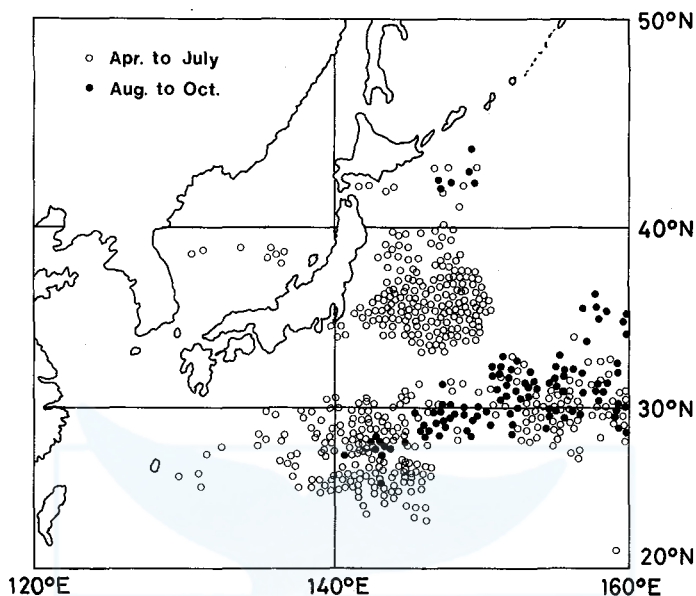 50°N
○ Apr. to July
● Aug. to Oct.
40°N
30°N
20°N
120°E 140°E 160°E